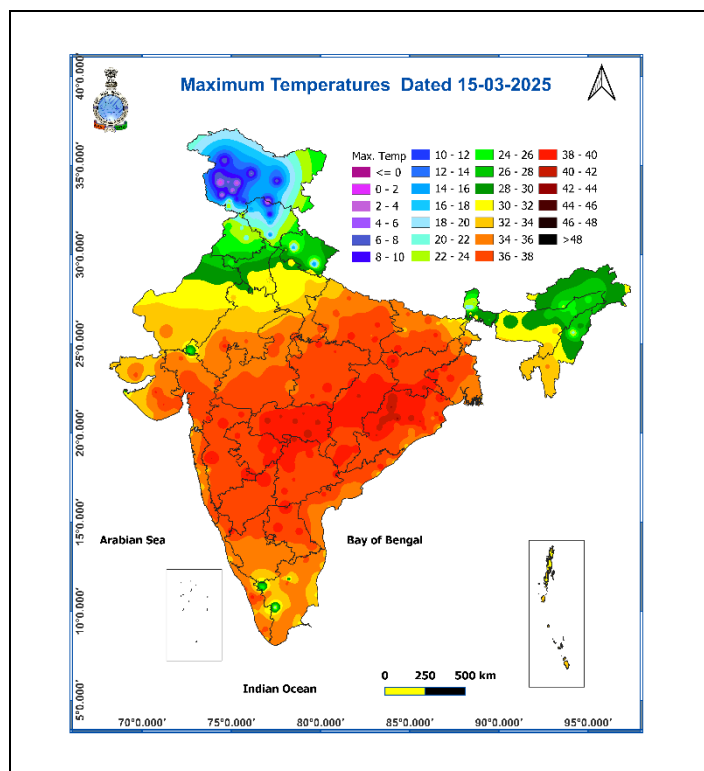 Maximum Temperatures Dated 15-03-2025
Max. Temp
<= 0
0 - 2
2 - 4
4 - 6
6 - 8
8 - 10
10 - 12
12 - 14
14 - 16
16 - 18
18 - 20
20 - 22
22 - 24
24 - 26
26 - 28
28 - 30
30 - 32
32 - 34
34 - 36
36 - 38
38 - 40
40 - 42
42 - 44
44 - 46
46 - 48
>48
40°0.000'
35°0.000'
30°0.000'
25°0.000'
20°0.000'
15°0.000'
10°0.000'
5°0.000'
Arabian Sea
Bay of Bengal
Indian Ocean
0 250 500 km
70°0.000' 75°0.000' 80°0.000' 85°0.000' 90°0.000' 95°0.000'